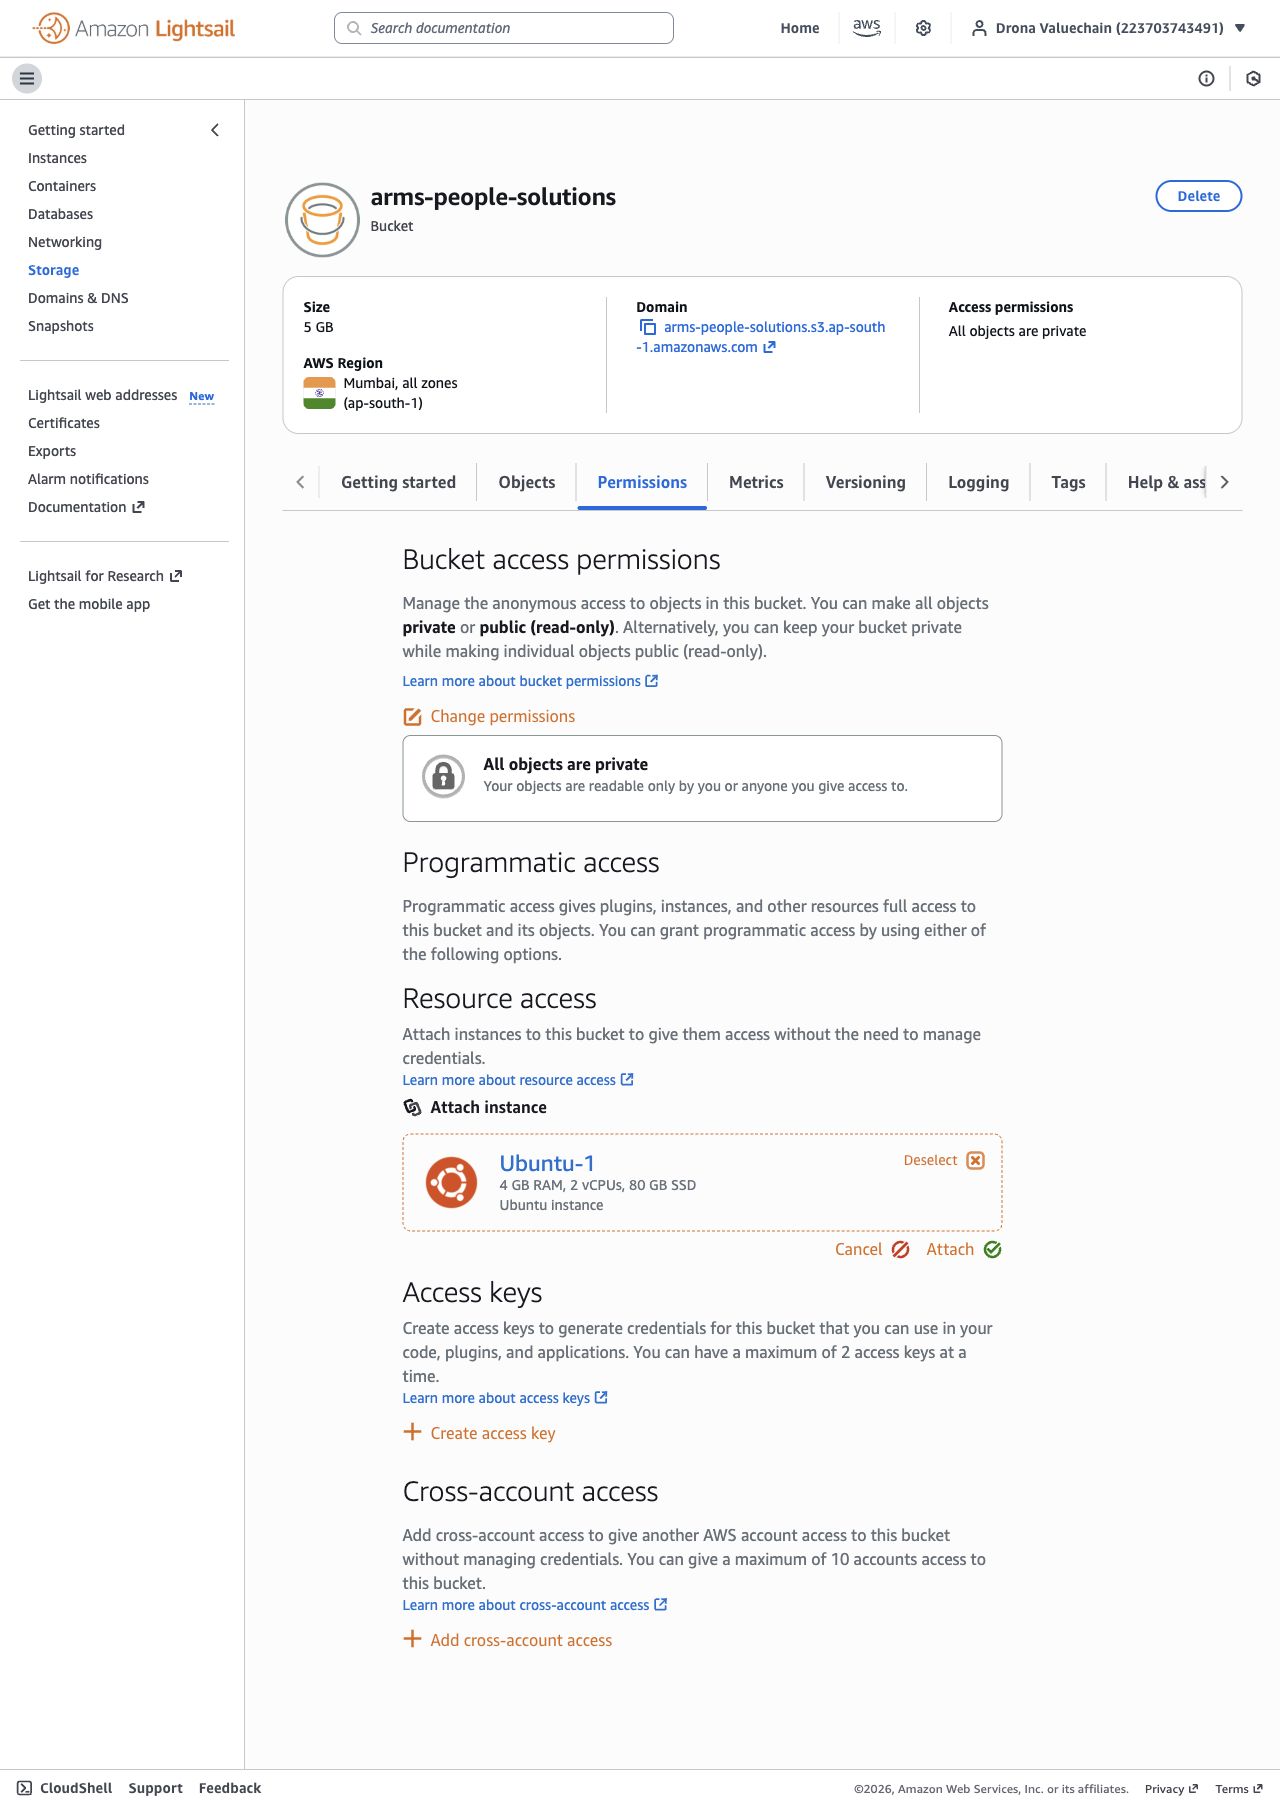 Amazon Lightsail
Search documentation
Home
aws
Drona Valuechain (223703743491)
Getting started
Instances
Containers
Databases
Networking
Storage
Domains & DNS
Snapshots
Lightsail web addresses New
Certificates
Exports
Alarm notifications
Documentation
Lightsail for Research
Get the mobile app
arms-people-solutions
Bucket
Delete
Size
5 GB
AWS Region
Mumbai, all zones
(ap-south-1)
Domain
arms-people-solutions.s3.ap-south
-1.amazonaws.com
Access permissions
All objects are private
Getting started Objects Permissions Metrics Versioning Logging Tags Help & ass
Bucket access permissions
Manage the anonymous access to objects in this bucket. You can make all objects
private or public (read-only). Alternatively, you can keep your bucket private
while making individual objects public (read-only).
Learn more about bucket permissions
Change permissions
All objects are private
Your objects are readable only by you or anyone you give access to.
Programmatic access
Programmatic access gives plugins, instances, and other resources full access to
this bucket and its objects. You can grant programmatic access by using either of
the following options.
Resource access
Attach instances to this bucket to give them access without the need to manage
credentials.
Learn more about resource access
Attach instance
Ubuntu-1
Deselect
4 GB RAM, 2 vCPUs, 80 GB SSD
Ubuntu instance
Cancel Attach
Access keys
Create access keys to generate credentials for this bucket that you can use in your
code, plugins, and applications. You can have a maximum of 2 access keys at a
time.
Learn more about access keys
Create access key
Cross-account access
Add cross-account access to give another AWS account access to this bucket
without managing credentials. You can give a maximum of 10 accounts access to
this bucket.
Learn more about cross-account access
Add cross-account access
CloudShell Support Feedback
©2026, Amazon Web Services, Inc. or its affiliates. Privacy Terms